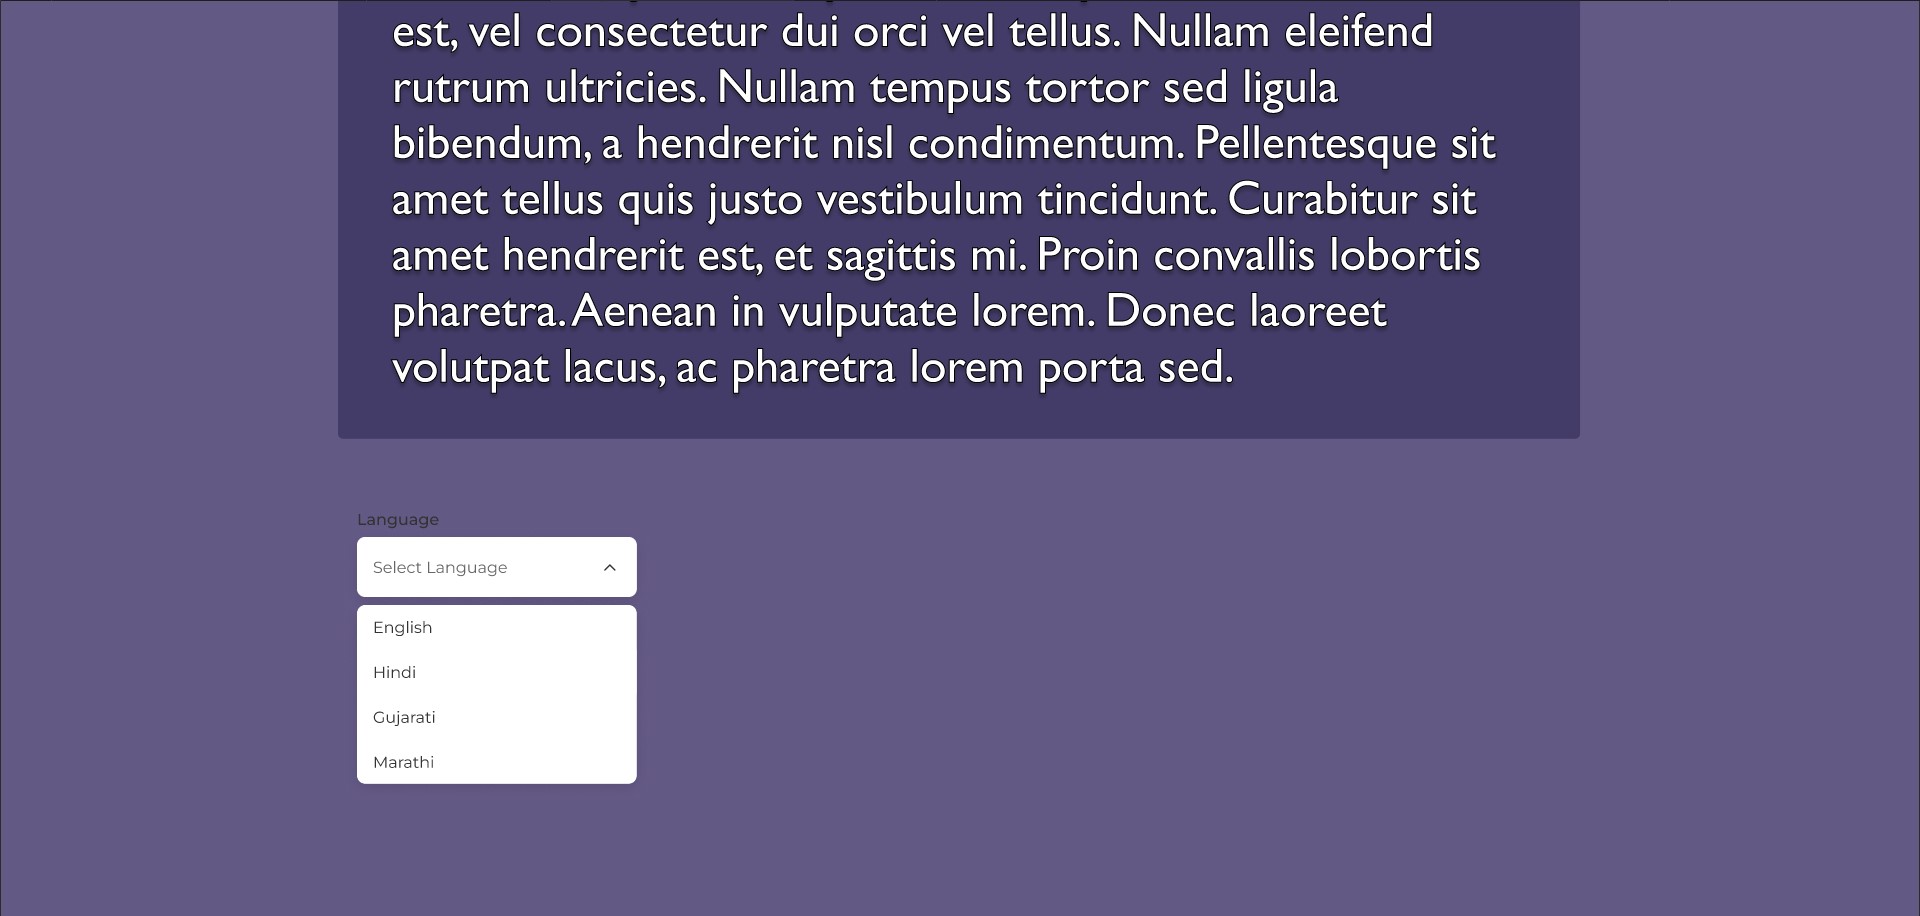 est, vel consectetur dui orci vel tellus. Nullam eleifend
rutrum ultricies. Nullam tempus tortor sed ligula
bibendum, a hendrerit nisl condimentum. Pellentesque sit
amet tellus quis justo vestibulum tincidunt. Curabitur sit
amet hendrerit est, et sagittis mi. Proin convallis lobortis
pharetra. Aenean in vulputate lorem. Donec laoreet
volutpat lacus, ac pharetra lorem porta sed.
Language
Select Language
English
Hindi
Gujarati
Marathi